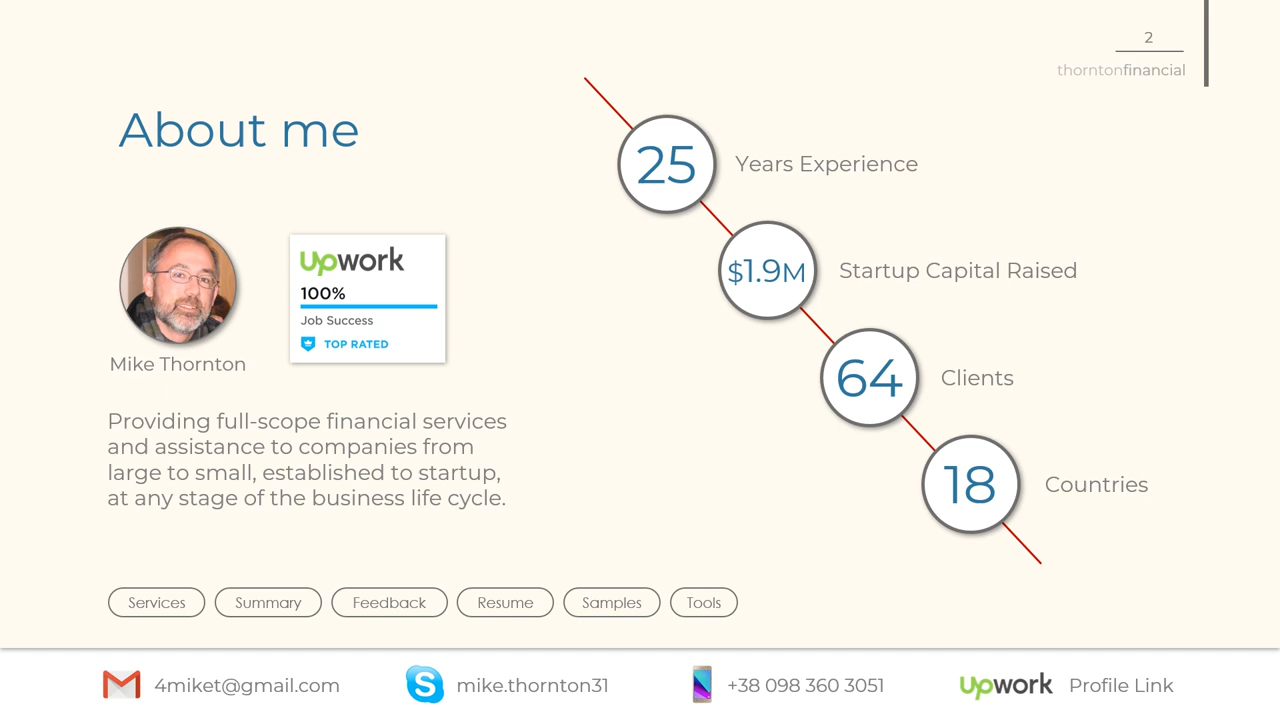 2
thorntonfinancial
About me
25
Years Experience
$1.9M
Startup Capital Raised
64
Clients
18
Countries
Upwork
100%
Job Success
TOP RATED
Mike Thornton
Providing full-scope financial services
and assistance to companies from
large to small, established to startup,
at any stage of the business life cycle.
Services
Summary
Feedback
Resume
Samples
Tools
4miket@gmail.com
mike.thornton31
+38 098 360 3051
Upwork
Profile Link